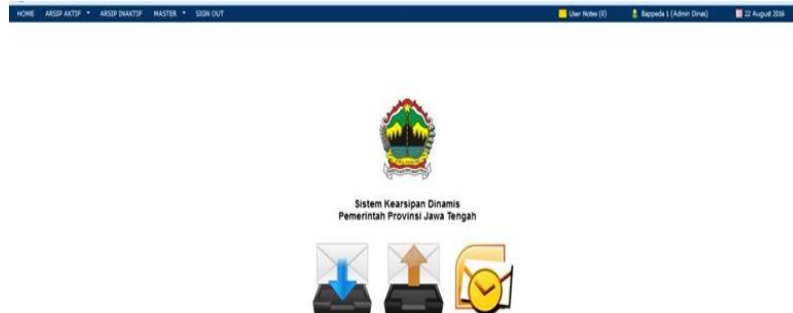 HOME ARSIP AKTIF ARSIP INAKTIF MASTER SIGN OUT User Notes (0) Bappeda 1 (Admin Dinas) 22 August 2016
Sistem Kearsipan Dinamis
Pemerintah Provinsi Jawa Tengah